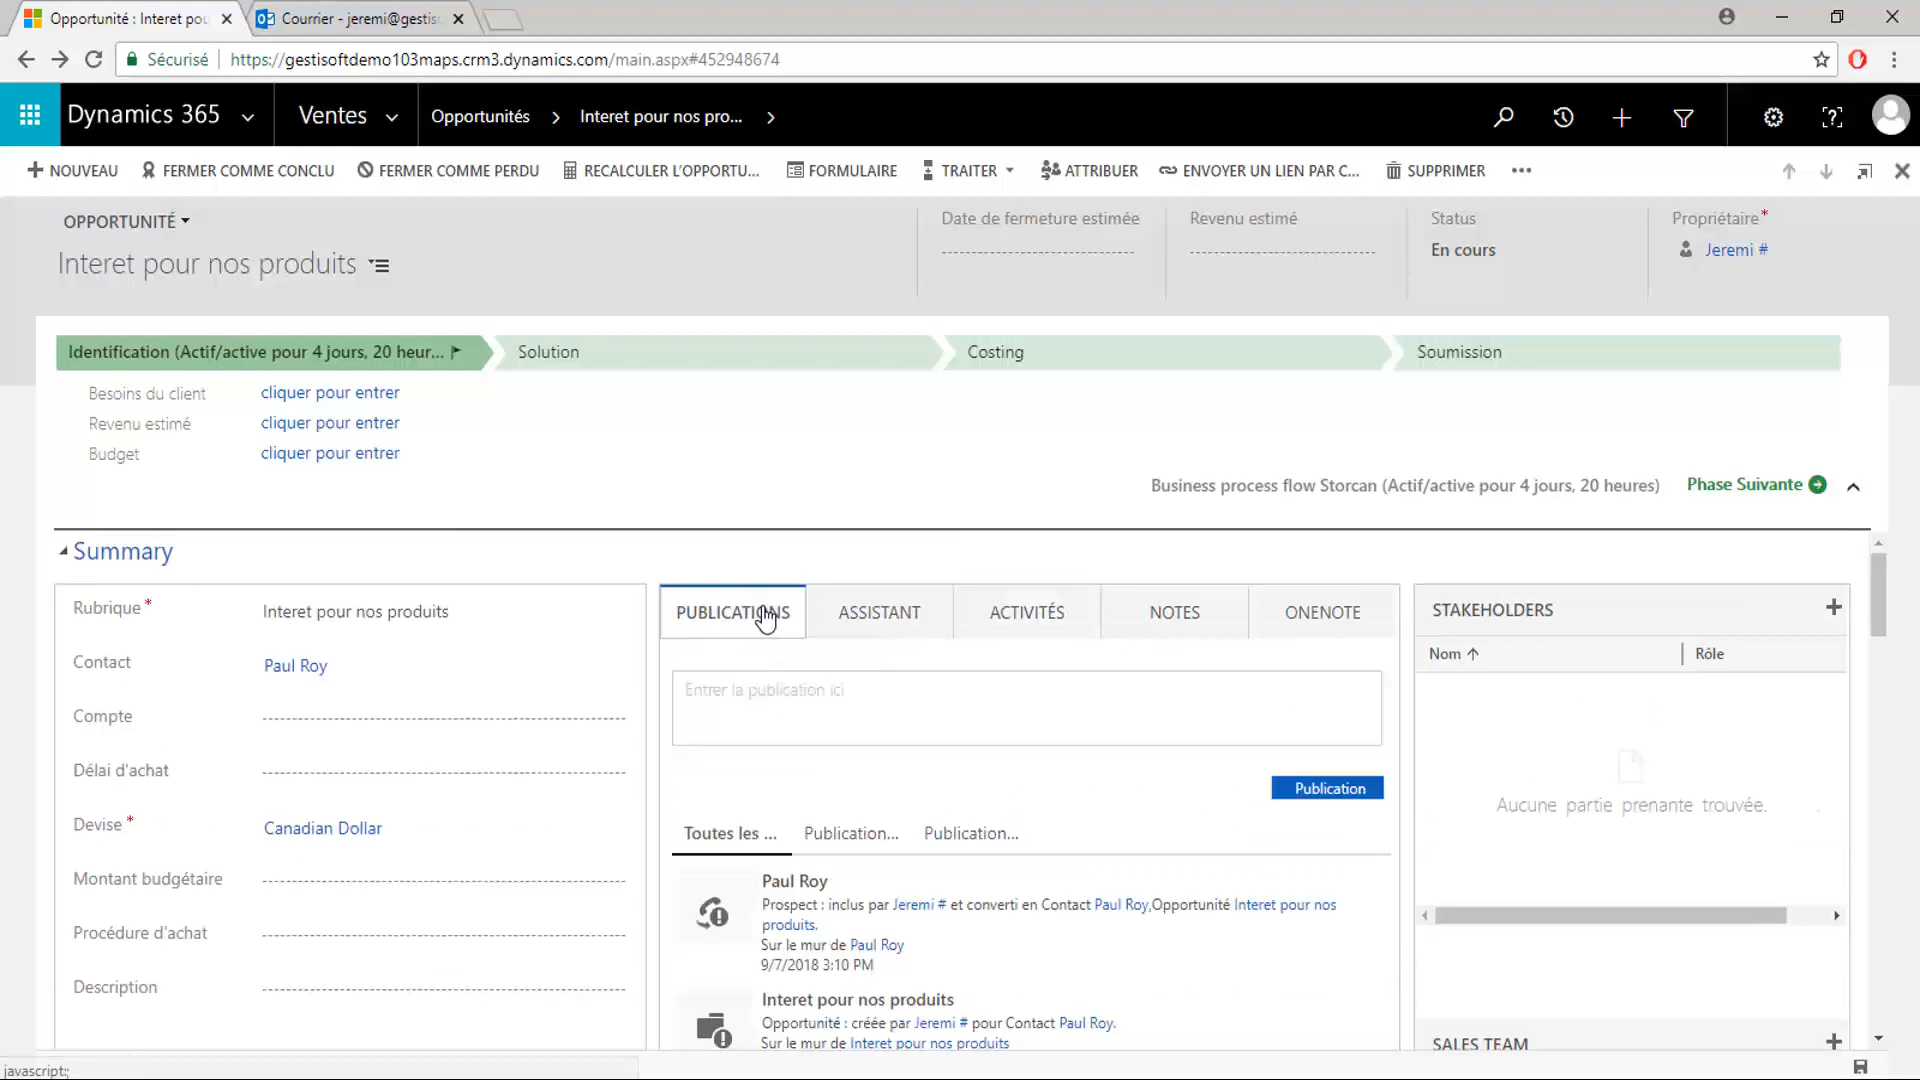 Opportunité : Interet pou
Courrier - jeremi@gestis
Sécurisé
https://gestisoftdemo103maps.crm3.dynamics.com/main.aspx#452948674
Dynamics 365
Ventes
Opportunités
Interet pour nos pro...
NOUVEAU
FERMER COMME CONCLU
FERMER COMME PERDU
RECALCULER L'OPPORTU...
FORMULAIRE
TRAITER
ATTRIBUER
ENVOYER UN LIEN PAR C...
SUPPRIMER
OPPORTUNITÉ
Interet pour nos produits
Date de fermeture estimée
Revenu estimé
Status
En cours
Propriétaire*
Jeremi #
Identification (Actif/active pour 4 jours, 20 heur...
Solution
Costing
Soumission
Besoins du client
cliquer pour entrer
Revenu estimé
cliquer pour entrer
Budget
cliquer pour entrer
Business process flow Storcan (Actif/active pour 4 jours, 20 heures)
Phase Suivante
Summary
Rubrique*
Interet pour nos produits
Contact
Paul Roy
Compte
Délai d'achat
Devise*
Canadian Dollar
Montant budgétaire
Procédure d'achat
Description
PUBLICATIONS
ASSISTANT
ACTIVITÉS
NOTES
ONENOTE
Entrer la publication ici
Publication
Toutes les ...
Publication...
Publication...
Paul Roy
Prospect : inclus par Jeremi # et converti en Contact Paul Roy,Opportunité Interet pour nos
produits.
Sur le mur de Paul Roy
9/7/2018 3:10 PM
Interet pour nos produits
Opportunité : créée par Jeremi # pour Contact Paul Roy.
Sur le mur de Interet pour nos produits
STAKEHOLDERS
Nom
Rôle
Aucune partie prenante trouvée.
SALES TEAM
javascript:;